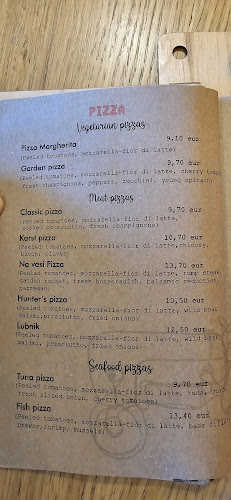 PIZZA
Vegetarian pizzas
Pizza Margherita 9,10 eur
(Peeled tomatoes, mozzarella-fior di latte)
Garden pizza 9,70 eur
(Peeled tomatoes, mozzarella-fior di latte, cherry tomatoes
fresh champignons, peppers, zucchini, young spinach)
Meat pizzas
Classic pizza 9,70 eur
(Peeled tomatoes, mozzarella-fior di latte,
cooked prosciutto, fresh champignons)
Karst pizza 10,70 eur
(Peeled tomatoes, mozzarella-fior di latte, chicory,
bacon, olives)
Na vasi Pizza 13,70 eur
(Peeled tomatoes, mozzarella-fior di latte, rump steak,
garden rocket, fresh horseradish, balsamic reduction,
parmesan)
Hunter's pizza 10,50 eur
(Peeled tomatoes, mozzarella-fior di latte, wild boar
salami, prosciutto, fried onions)
Lubnik 12,50 eur
(Peeled tomatoes, mozzarella-fior di latte, wild boar
salami, prosciutto, fried onions)
Seafood pizzas
Tuna pizza 9,70 eur
(Peeled tomatoes, mozzarella-fior di latte, tuna,
fresh sliced onion, cherry tomatoes)
Fish pizza 13,40 eur
(Peeled tomatoes, mozzarella-fior di latte, bass fillet,
prawns, shrimp, mussels)